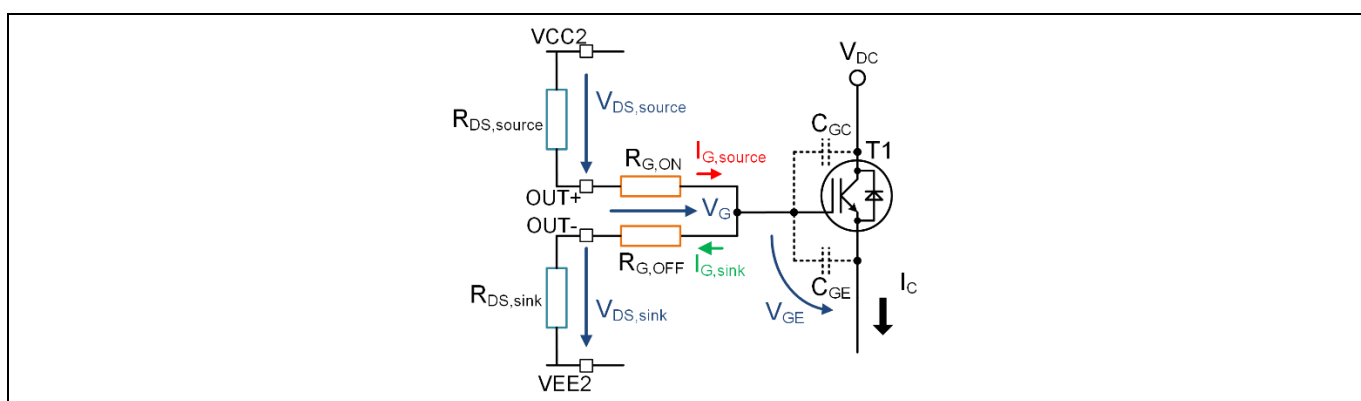 VCC2
VDC
VDS,source
RDS,source
CGC
T1
RG,ON
IG,source
OUT+
VG
OUT-
RG,OFF
IG,sink
CGE
IC
RDS,sink
VDS,sink
VGE
VEE2